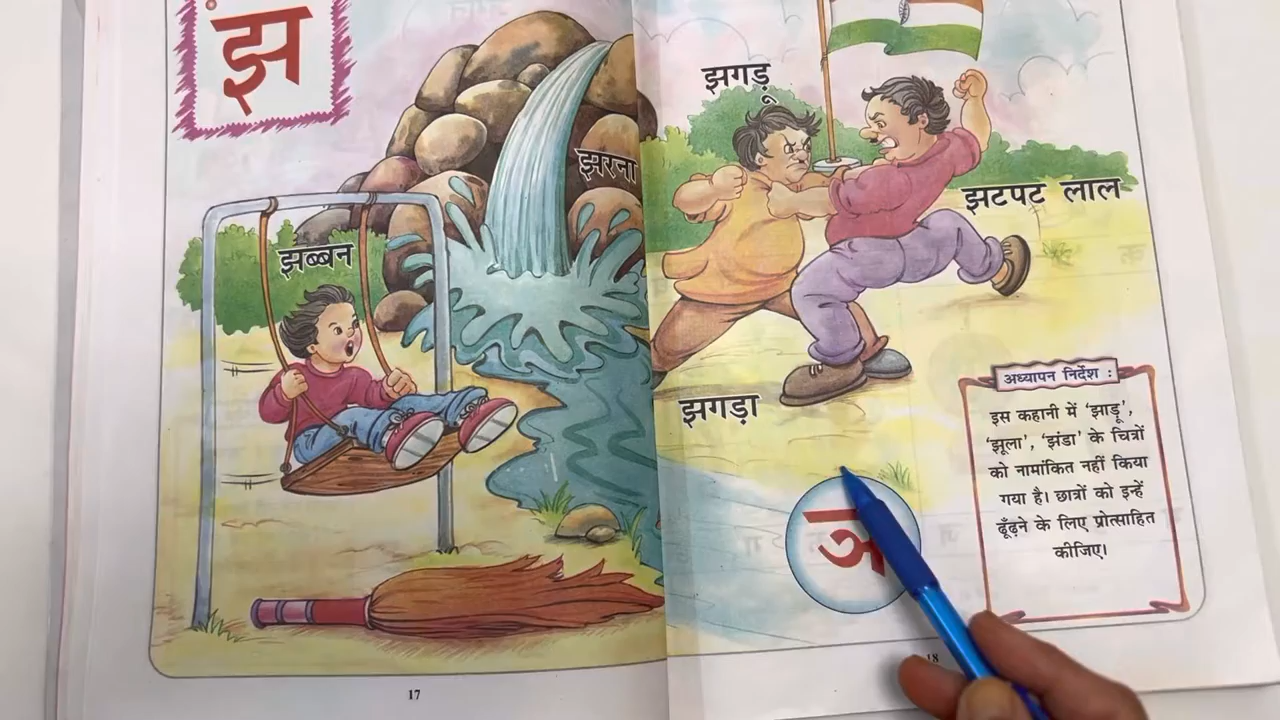 झ
झरना
झब्बन
17
झगड़ू
झटपट लाल
झगड़ा
अध्यापन निर्देश :
इस कहानी में ‘झाड़ू’,
‘झूला’, ‘झंडा’ के चित्रों
को नामांकित नहीं किया
गया है। छात्रों को इन्हें
ढूँढ़ने के लिए प्रोत्साहित
कीजिए।
18